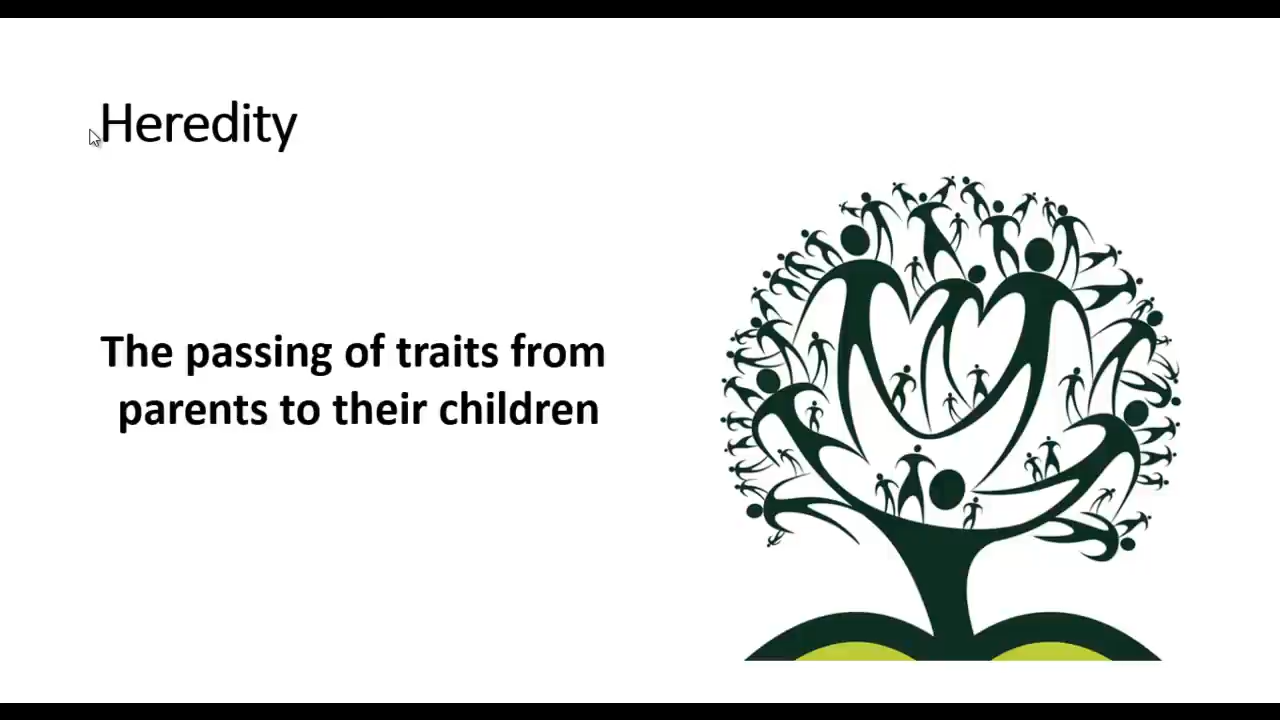 Heredity
The passing of traits from
parents to their children